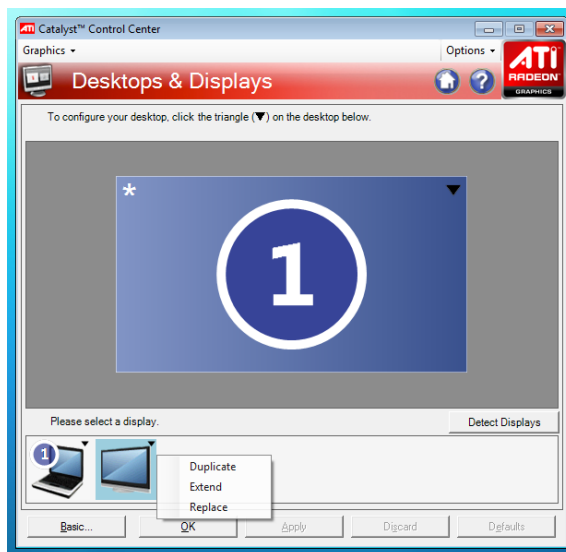 ATI Catalyst™ Control Center
Graphics
Options
Desktops & Displays
ATI
RADEON
GRAPHICS
To configure your desktop, click the triangle (▼) on the desktop below.
*
1
Please select a display.
Detect Displays
1
Duplicate
Extend
Replace
Basic...
OK
Apply
Discard
Defaults